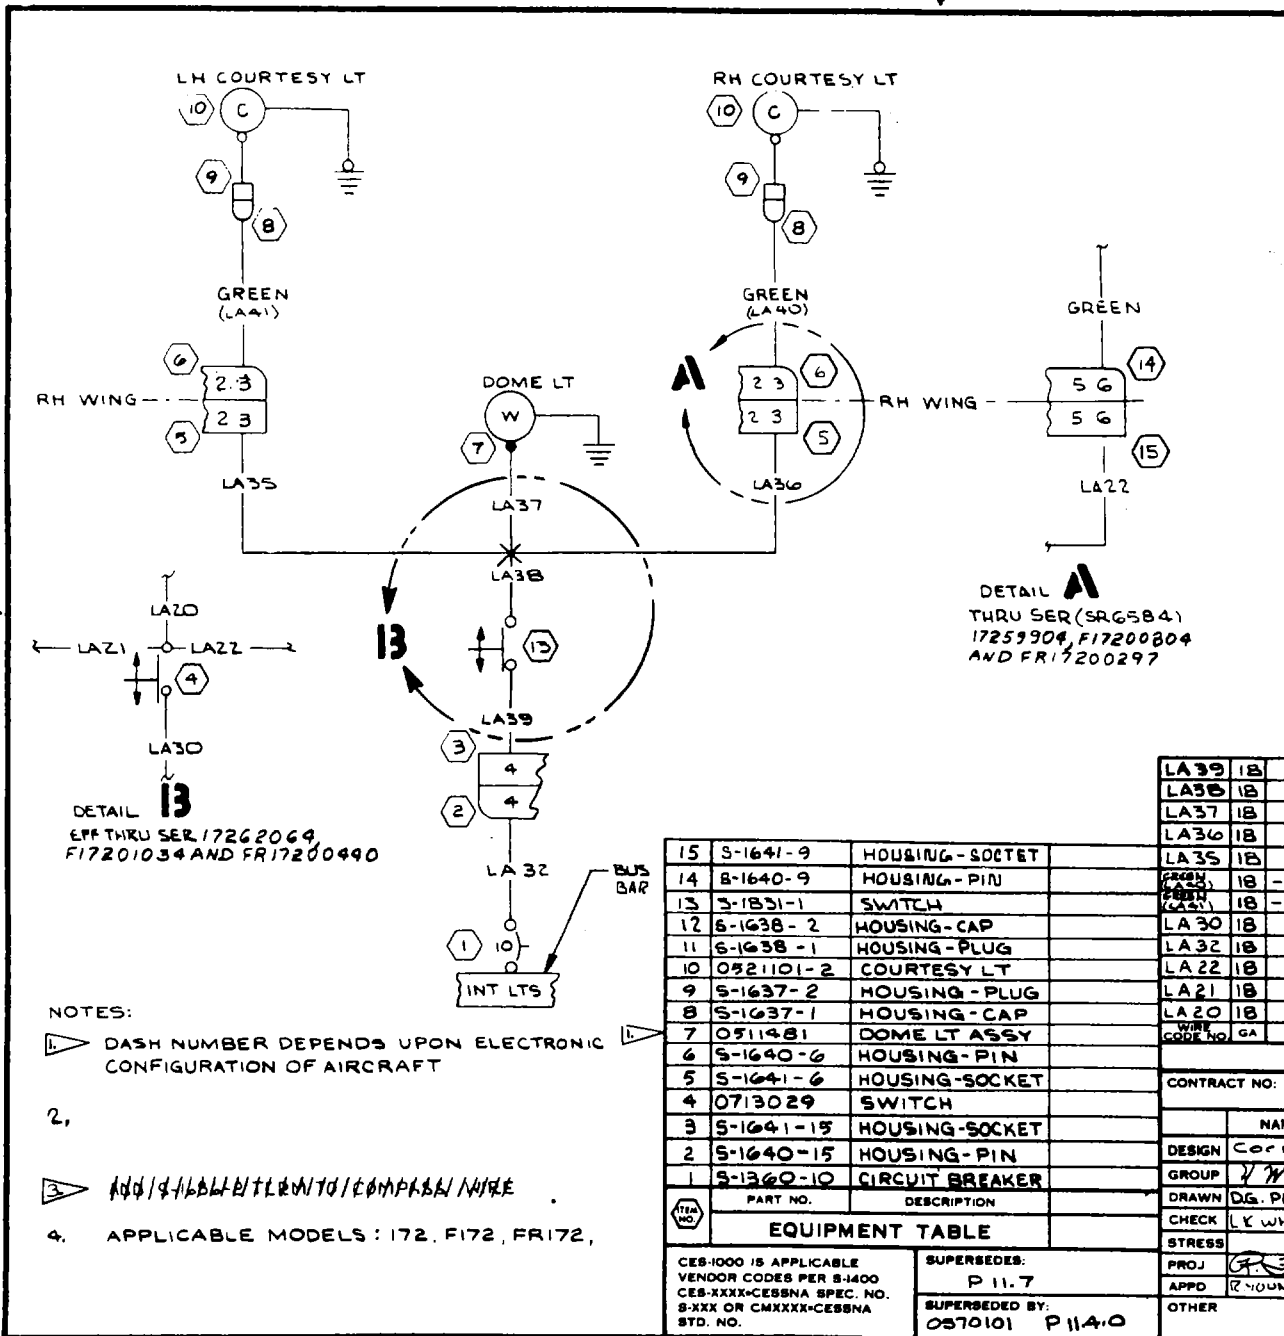 LH COURTESY LT
10 C
9
8
GREEN
(LA41)
6
2 3
RH WING
2 3
5
LA35
RH COURTESY LT
10 C
9
8
GREEN
(LA40)
A
6
2 3
RH WING
2 3
5
LA36
GREEN
14
5 6
5 6
15
LA22
DETAIL A
THRU SER (SR6584)
17259904, F17200804
AND FR17200297
DOME LT
W
7
LA37
LA38
B
13
LA39
3
4
4
2
LA32
BUS
BAR
1
10
INT LTS
LA20
LA21 LA22
4
LA30
DETAIL B
EFF THRU SER 17262064,
F17201034 AND FR17200440
NOTES:
1. DASH NUMBER DEPENDS UPON ELECTRONIC
CONFIGURATION OF AIRCRAFT
2,
3.
4. APPLICABLE MODELS: 172, F172, FR172,
15 S-1641-9 HOUSING-SOCTET
14 S-1640-9 HOUSING-PIN
13 S-1831-1 SWITCH
12 S-1638-2 HOUSING-CAP
11 S-1638-1 HOUSING-PLUG
10 0521101-2 COURTESY LT
9 S-1637-2 HOUSING-PLUG
8 S-1637-1 HOUSING-CAP
1. 7 0511481 DOME LT ASSY
6 S-1640-6 HOUSING-PIN
5 S-1641-6 HOUSING-SOCKET
4 0713029 SWITCH
3 S-1641-15 HOUSING-SOCKET
2 S-1640-15 HOUSING-PIN
1 S-1360-10 CIRCUIT BREAKER
ITEM NO. PART NO. DESCRIPTION
EQUIPMENT TABLE
CES-1000 IS APPLICABLE
VENDOR CODES PER S-1400
CES-XXXX=CESSNA SPEC. NO.
S-XXX OR CMXXXX=CESSNA
STD. NO.
SUPERSEDES:
P 11.7
SUPERSEDED BY:
0570101 P 11.4.0
LA39 18
LA38 18
LA37 18
LA36 18
LA35 18
GREEN (LA40) 18 -
GREEN (LA41) 18 -
LA30 18
LA32 18
LA22 18
LA21 18
LA20 18
WIRE CODE NO. GA
CONTRACT NO:
DESIGN
GROUP
DRAWN D.G.
CHECK
STRESS
PROJ
APPD
OTHER